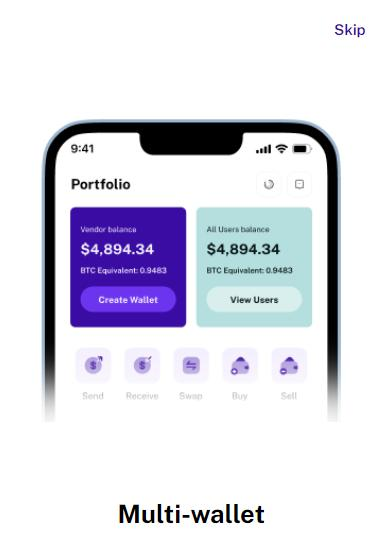 Skip
9:41
Portfolio
Vendor balance
$4,894.34
BTC Equivalent: 0.9483
Create Wallet
All Users balance
$4,894.34
BTC Equivalent: 0.9483
View Users
Send Receive Swap Buy Sell
Multi-wallet